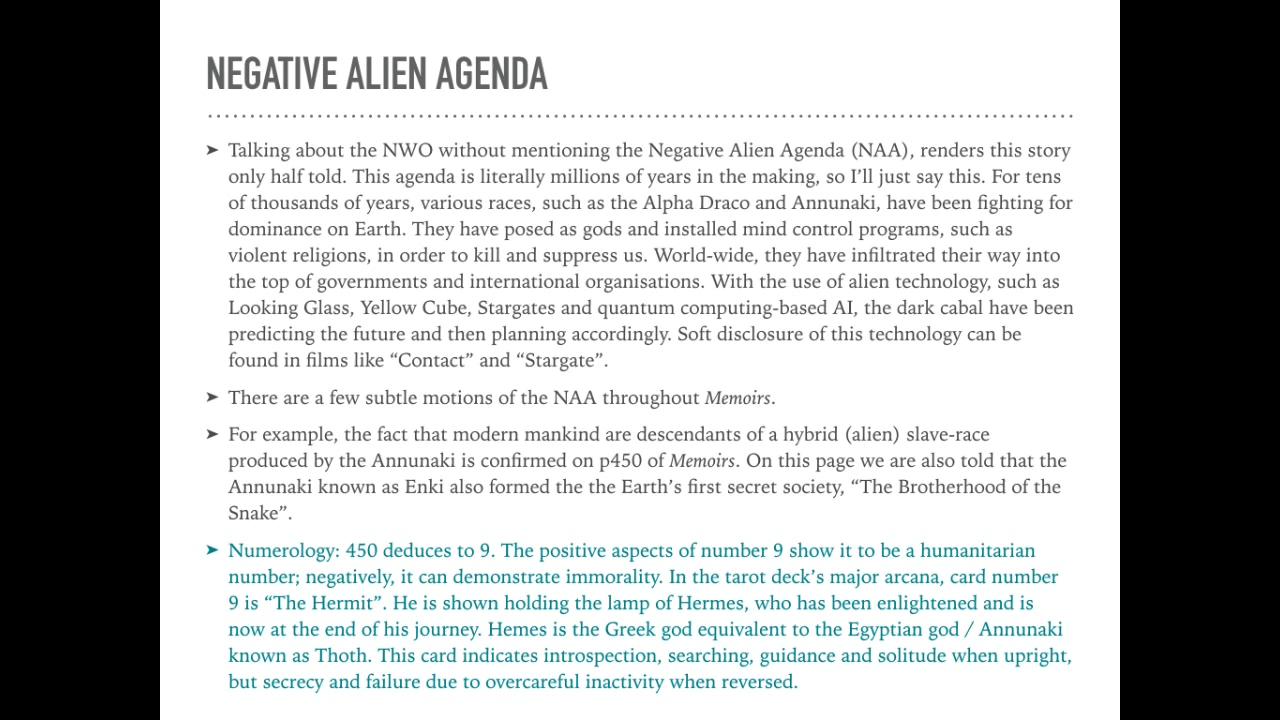 NEGATIVE ALIEN AGENDA
➤ Talking about the NWO without mentioning the Negative Alien Agenda (NAA), renders this story
only half told. This agenda is literally millions of years in the making, so I’ll just say this. For tens
of thousands of years, various races, such as the Alpha Draco and Annunaki, have been fighting for
dominance on Earth. They have posed as gods and installed mind control programs, such as
violent religions, in order to kill and suppress us. World-wide, they have infiltrated their way into
the top of governments and international organisations. With the use of alien technology, such as
Looking Glass, Yellow Cube, Stargates and quantum computing-based AI, the dark cabal have been
predicting the future and then planning accordingly. Soft disclosure of this technology can be
found in films like “Contact” and “Stargate”.
➤ There are a few subtle motions of the NAA throughout Memoirs.
➤ For example, the fact that modern mankind are descendants of a hybrid (alien) slave-race
produced by the Annunaki is confirmed on p450 of Memoirs. On this page we are also told that the
Annunaki known as Enki also formed the the Earth’s first secret society, “The Brotherhood of the
Snake”.
➤ Numerology: 450 deduces to 9. The positive aspects of number 9 show it to be a humanitarian
number; negatively, it can demonstrate immorality. In the tarot deck’s major arcana, card number
9 is “The Hermit”. He is shown holding the lamp of Hermes, who has been enlightened and is
now at the end of his journey. Hemes is the Greek god equivalent to the Egyptian god / Annunaki
known as Thoth. This card indicates introspection, searching, guidance and solitude when upright,
but secrecy and failure due to overcareful inactivity when reversed.